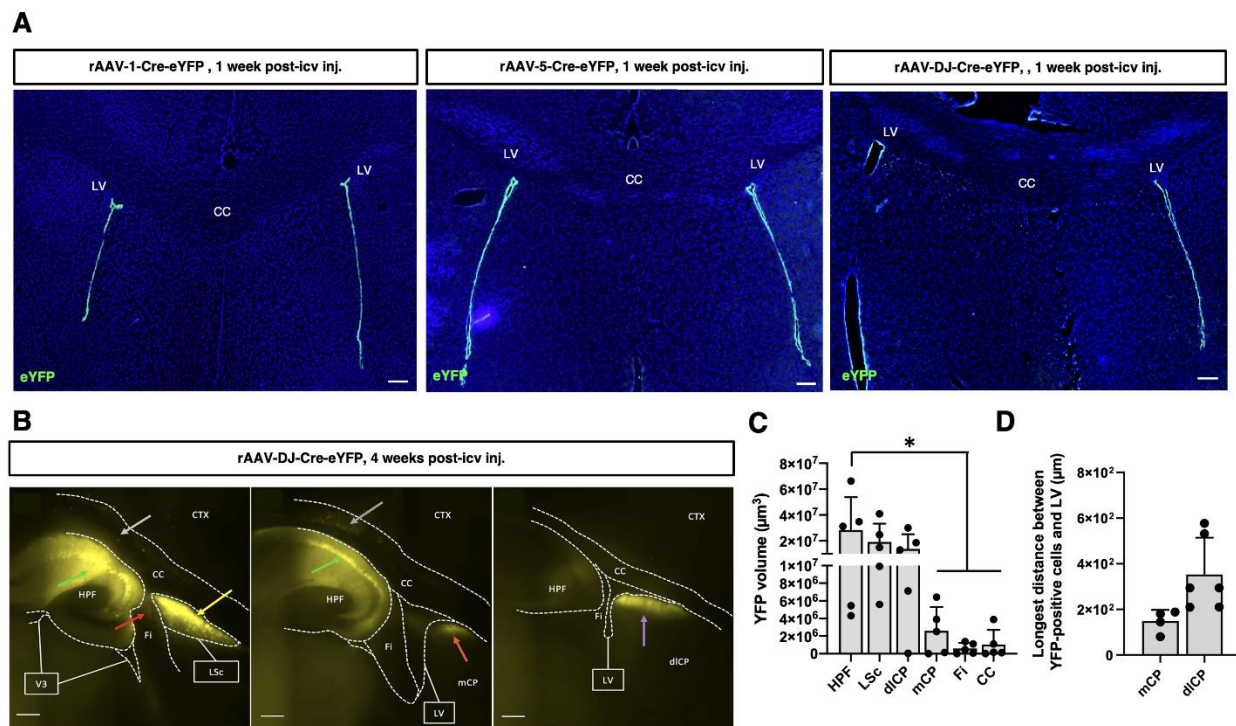 A
rAAV-1-Cre-eYFP , 1 week post-icv inj.
rAAV-5-Cre-eYFP, 1 week post-icv inj.
rAAV-DJ-Cre-eYFP, , 1 week post-icv inj.
LV
LV
CC
eYFP
LV
LV
CC
eYFP
LV
LV
CC
eYFP
B
rAAV-DJ-Cre-eYFP, 4 weeks post-icv inj.
CTX
CC
HPF
Fi
V3
LSc
CTX
CC
HPF
Fi
mCP
LV
CTX
CC
HPF
Fi
dlCP
LV
C
*
YFP volume (µm³)
8×10⁷
6×10⁷
4×10⁷
2×10⁷
1×10⁷
8×10⁶
6×10⁶
4×10⁶
2×10⁶
0
HPF
LSc
dlCP
mCP
Fi
CC
D
Longest distance between
YFP-positive cells and LV (µm)
8×10²
6×10²
4×10²
2×10²
0
mCP
dlCP